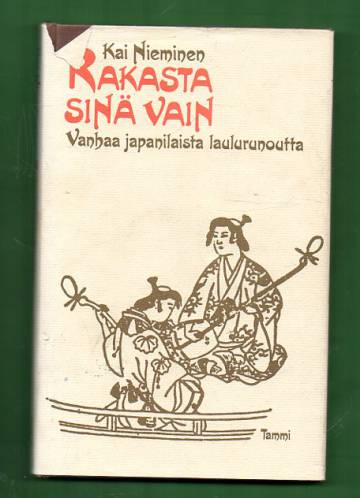 Kai Nieminen
RAKASTA
SINÄ VAIN
Vanhaa japanilaista laulurunoutta
Tammi